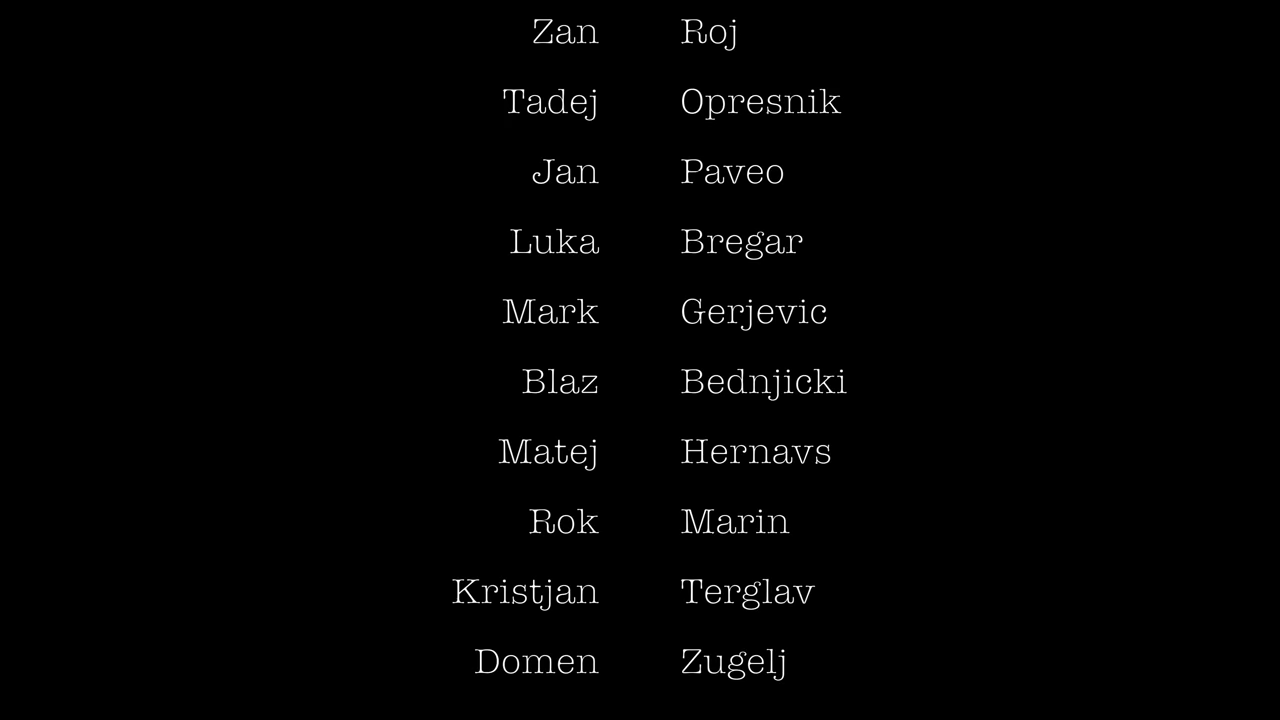 Zan Roj
Tadej Opresnik
Jan Paveo
Luka Bregar
Mark Gerjevic
Blaz Bednjicki
Matej Hernavs
Rok Marin
Kristjan Terglav
Domen Zugelj